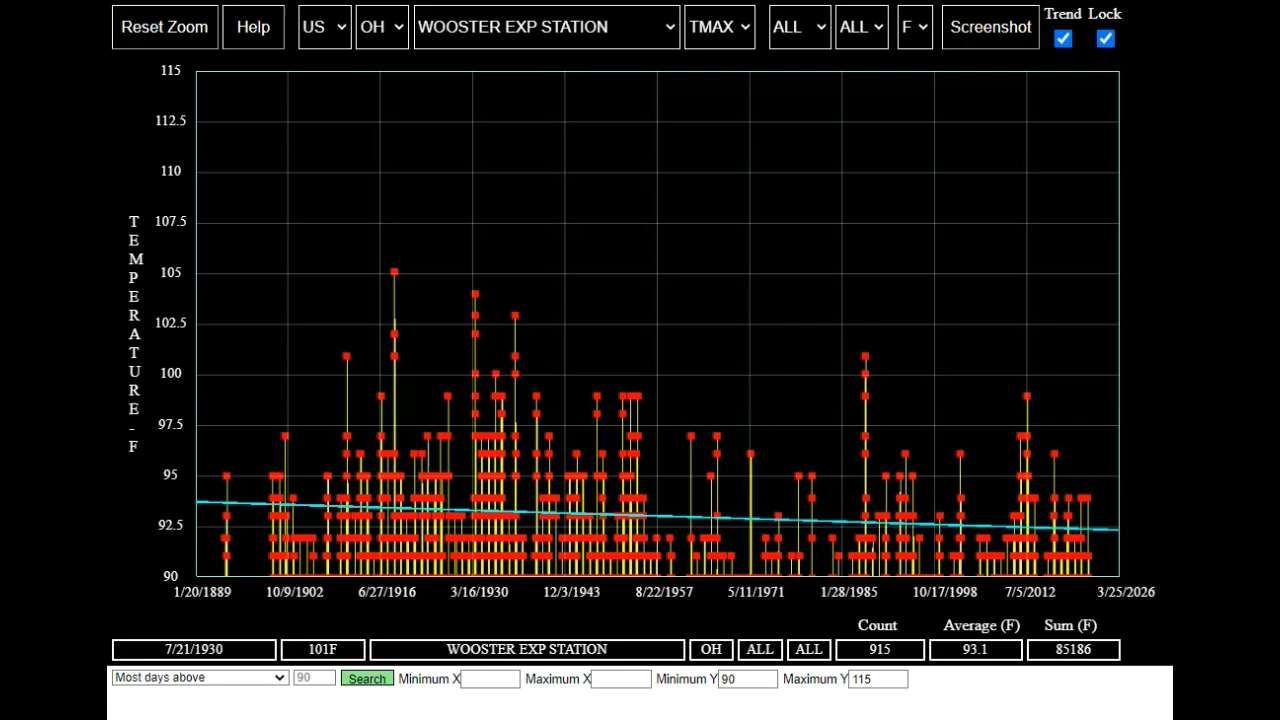 Reset Zoom Help US OH WOOSTER EXP STATION TMAX ALL ALL F Screenshot Trend Lock
115
112.5
110
107.5
105
102.5
100
97.5
95
92.5
90
TEMPERATURE - F
1/20/1889 10/9/1902 6/27/1916 3/16/1930 12/3/1943 8/22/1957 5/11/1971 1/28/1985 10/17/1998 7/5/2012 3/25/2026
Count Average (F) Sum (F)
7/21/1930 101F WOOSTER EXP STATION OH ALL ALL 915 93.1 85186
Most days above 90 Search Minimum X Maximum X Minimum Y 90 Maximum Y 115